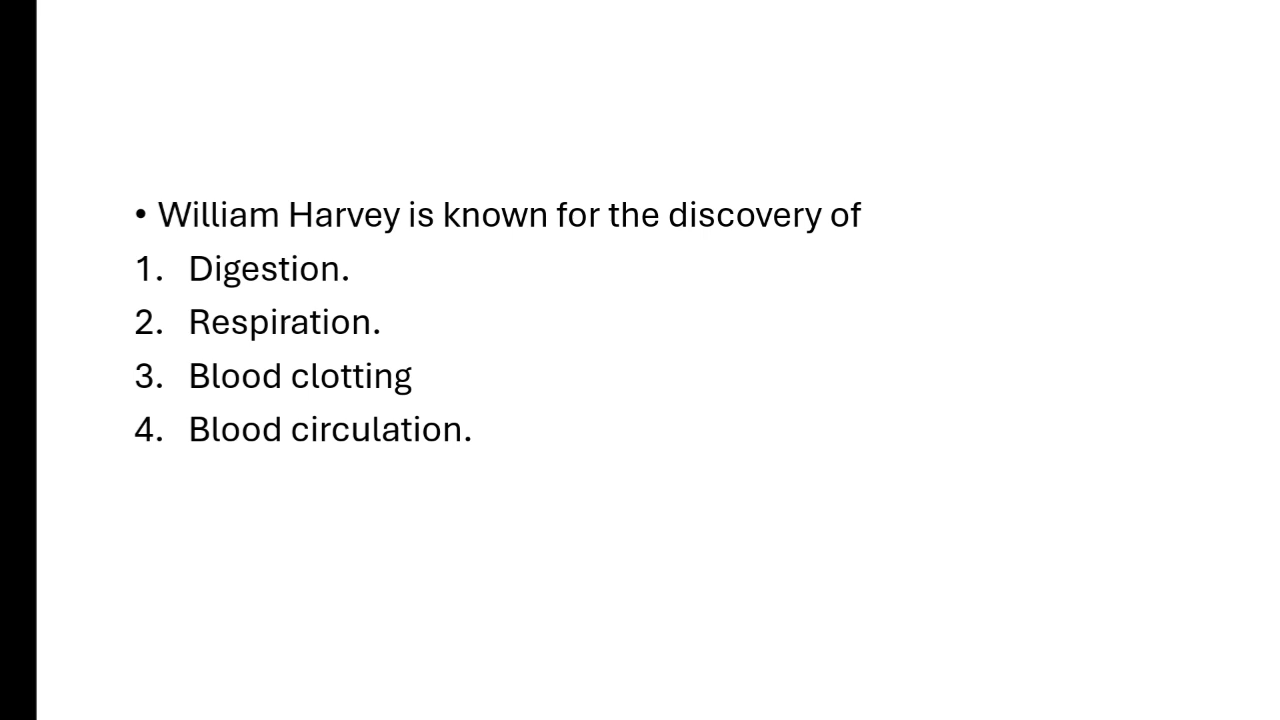 • William Harvey is known for the discovery of
1. Digestion.
2. Respiration.
3. Blood clotting
4. Blood circulation.